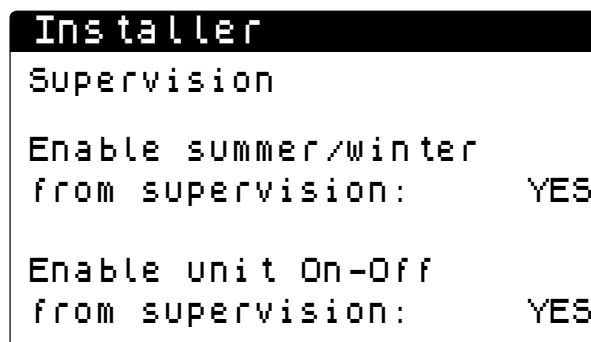 Installer
Supervision
Enable summer/winter
from supervision: YES
Enable unit On-Off
from supervision: YES